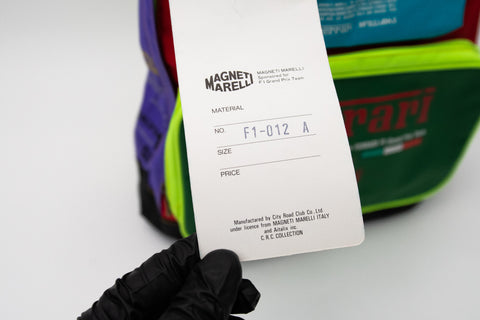 MAGNETI
MARELLI
MAGNETI MARELLI
Sponsored for
F1 Grand Prix Team
MATERIAL
NO. F1-012 A
SIZE
PRICE
Manufactured by City Road Club Co. Ltd.
under licence from MAGNETI MARELLI ITALY
and Aitalia inc.
C.R.C. COLLECTION
rrari